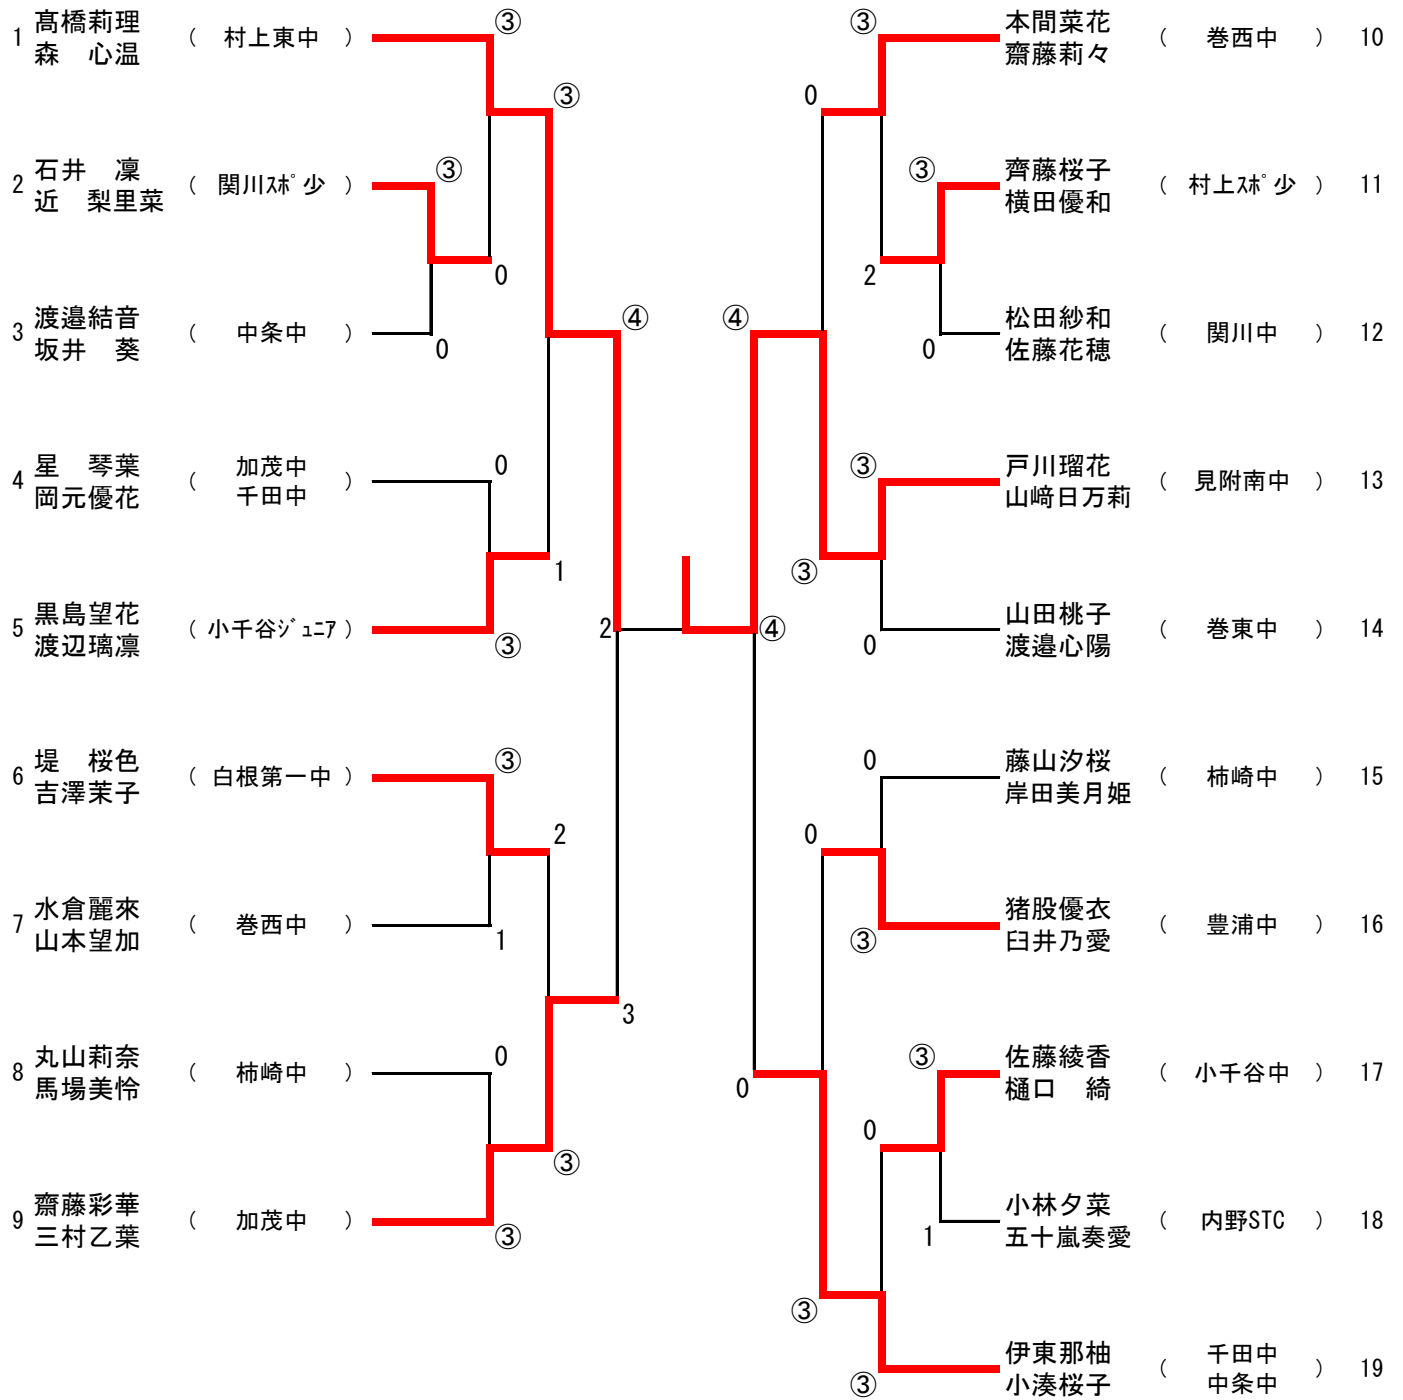 1 髙橋莉理 ( 村上東中 ) ③
森　心温
③
2 石井　凜 ( 関川ｽﾎﾟ少 ) ③
近　梨里菜
0
3 渡邉結音 ( 中条中 ) 0
坂井　葵
④
4 星　琴葉 ( 加茂中 ) 0
岡元優花 千田中
1
5 黒島望花 ( 小千谷ｼﾞｭﾆｱ ) ③
渡辺璃凛
2
6 堤　桜色 ( 白根第一中 ) ③
吉澤茉子
2
7 水倉麗來 ( 巻西中 ) 1
山本望加
3
8 丸山莉奈 ( 柿崎中 ) 0
馬場美怜
③
9 齋藤彩華 ( 加茂中 ) ③
三村乙葉
③ 本間菜花 ( 巻西中 ) 10
齋藤莉々
0
③ 齊藤桜子 ( 村上ｽﾎﾟ少 ) 11
横田優和
2
0 松田紗和 ( 関川中 ) 12
佐藤花穂
④
③ 戸川瑠花 ( 見附南中 ) 13
山﨑日万莉
③
0 山田桃子 ( 巻東中 ) 14
渡邉心陽
④
0 藤山汐桜 ( 柿崎中 ) 15
岸田美月姫
0
③ 猪股優衣 ( 豊浦中 ) 16
臼井乃愛
0
③ 佐藤綾香 ( 小千谷中 ) 17
樋口　綺
0
1 小林夕菜 ( 内野STC ) 18
五十嵐奏愛
③
③ 伊東那柚 ( 千田中 ) 19
小湊桜子 中条中